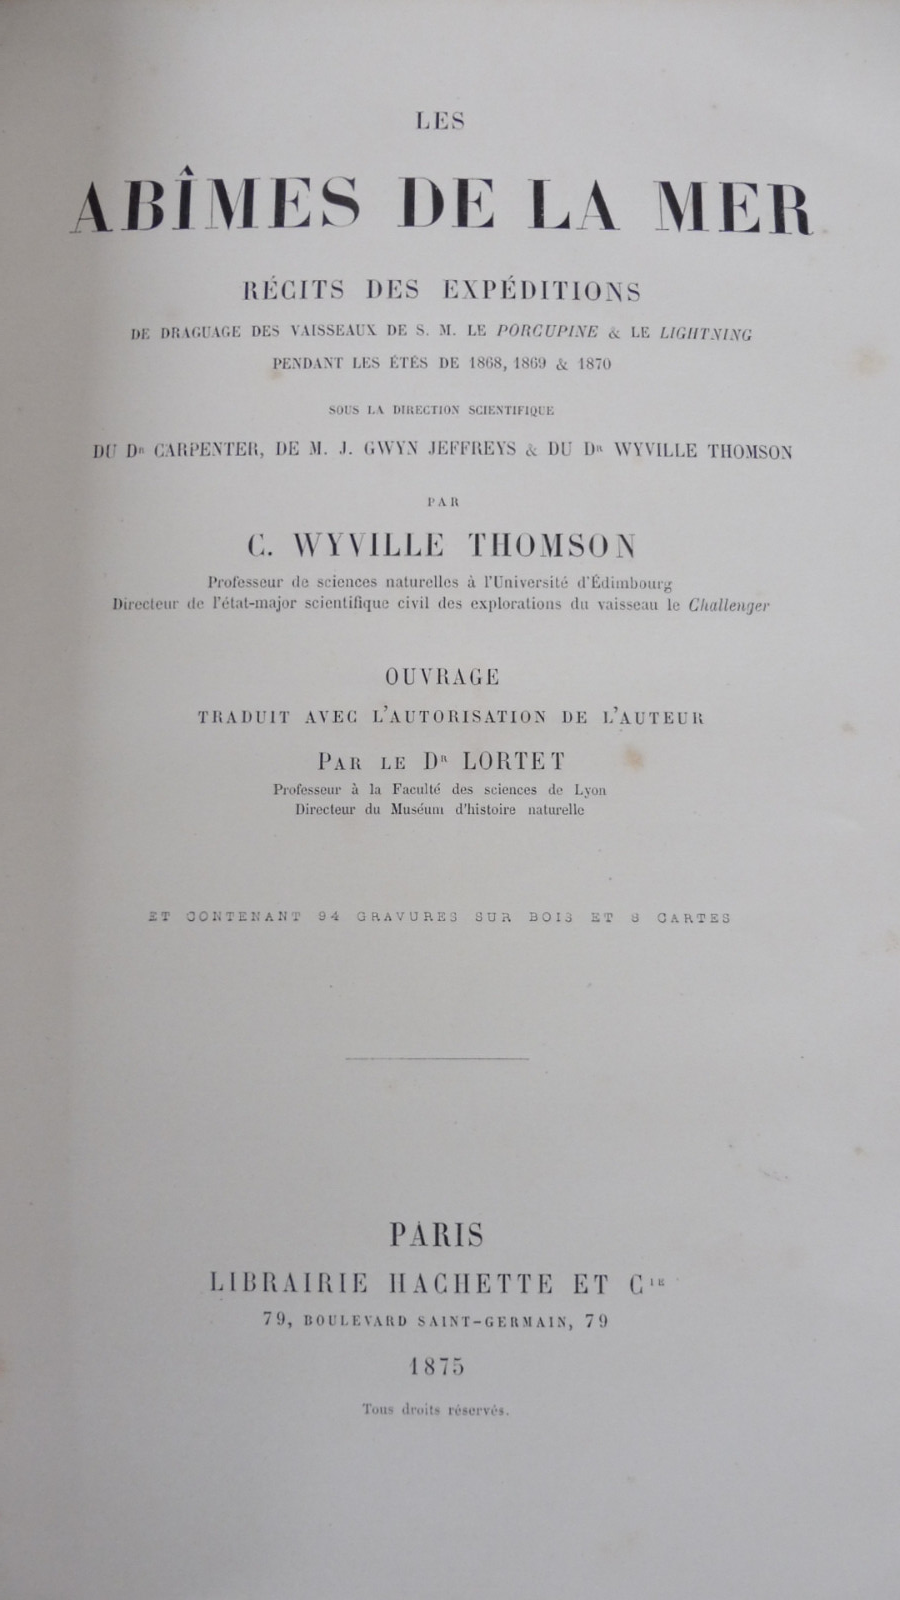 LES
ABÎMES DE LA MER
RÉCITS DES EXPÉDITIONS
DE DRAGUAGE DES VAISSEAUX DE S. M. LE PORCUPINE & LE LIGHTNING
PENDANT LES ÉTÉS DE 1868, 1869 & 1870
SOUS LA DIRECTION SCIENTIFIQUE
DU DR CARPENTER, DE M. J. GWYN JEFFREYS & DU DR WYVILLE THOMSON
PAR
C. WYVILLE THOMSON
Professeur de sciences naturelles à l'Université d'Édimbourg
Directeur de l'état-major scientifique civil des explorations du vaisseau le Challenger
OUVRAGE
TRADUIT AVEC L'AUTORISATION DE L'AUTEUR
PAR LE DR LORTET
Professeur à la Faculté des sciences de Lyon
Directeur du Muséum d'histoire naturelle
ET CONTENANT 94 GRAVURES SUR BOIS ET 8 CARTES
PARIS
LIBRAIRIE HACHETTE ET CIE
79, BOULEVARD SAINT-GERMAIN, 79
1875
Tous droits réservés.